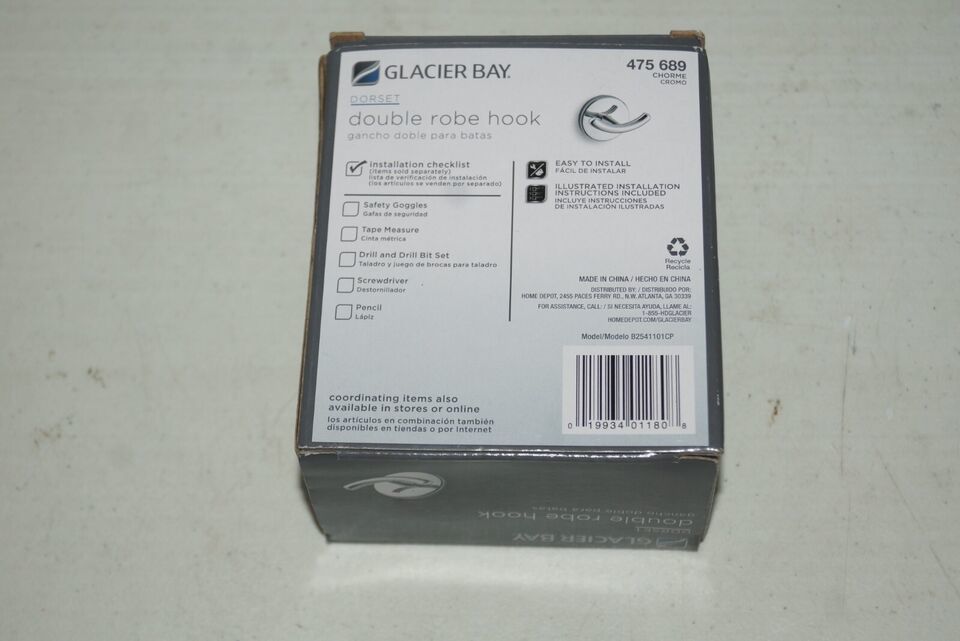 GLACIER BAY®
DORSET
double robe hook
gancho doble para batas
475 689
CHORME
CROMO
installation checklist
(items sold separately)
lista de verificación de instalación
(los artículos se venden por separado)
Safety Goggles
Gafas de seguridad
Tape Measure
Cinta métrica
Drill and Drill Bit Set
Taladro y juego de brocas para taladro
Screwdriver
Destornillador
Pencil
Lápiz
EASY TO INSTALL
FÁCIL DE INSTALAR
ILLUSTRATED INSTALLATION
INSTRUCTIONS INCLUDED
INCLUYE INSTRUCCIONES
DE INSTALACIÓN ILUSTRADAS
Recycle
Recicla
MADE IN CHINA / HECHO EN CHINA
DISTRIBUTED BY: / DISTRIBUIDO POR:
HOME DEPOT, 2455 PACES FERRY RD., N.W. ATLANTA, GA 30339
FOR ASSISTANCE, CALL: / SI NECESITA AYUDA, LLAME AL:
1-855-HDGLACIER
HOMEDEPOT.COM/GLACIERBAY
Model/Modelo B2541101CP
0 19934 01180 8
coordinating items also
available in stores or online
los artículos en combinación también
disponibles en tiendas o por Internet
gancho doble para batas
double robe hook
DORSET
GLACIER BAY